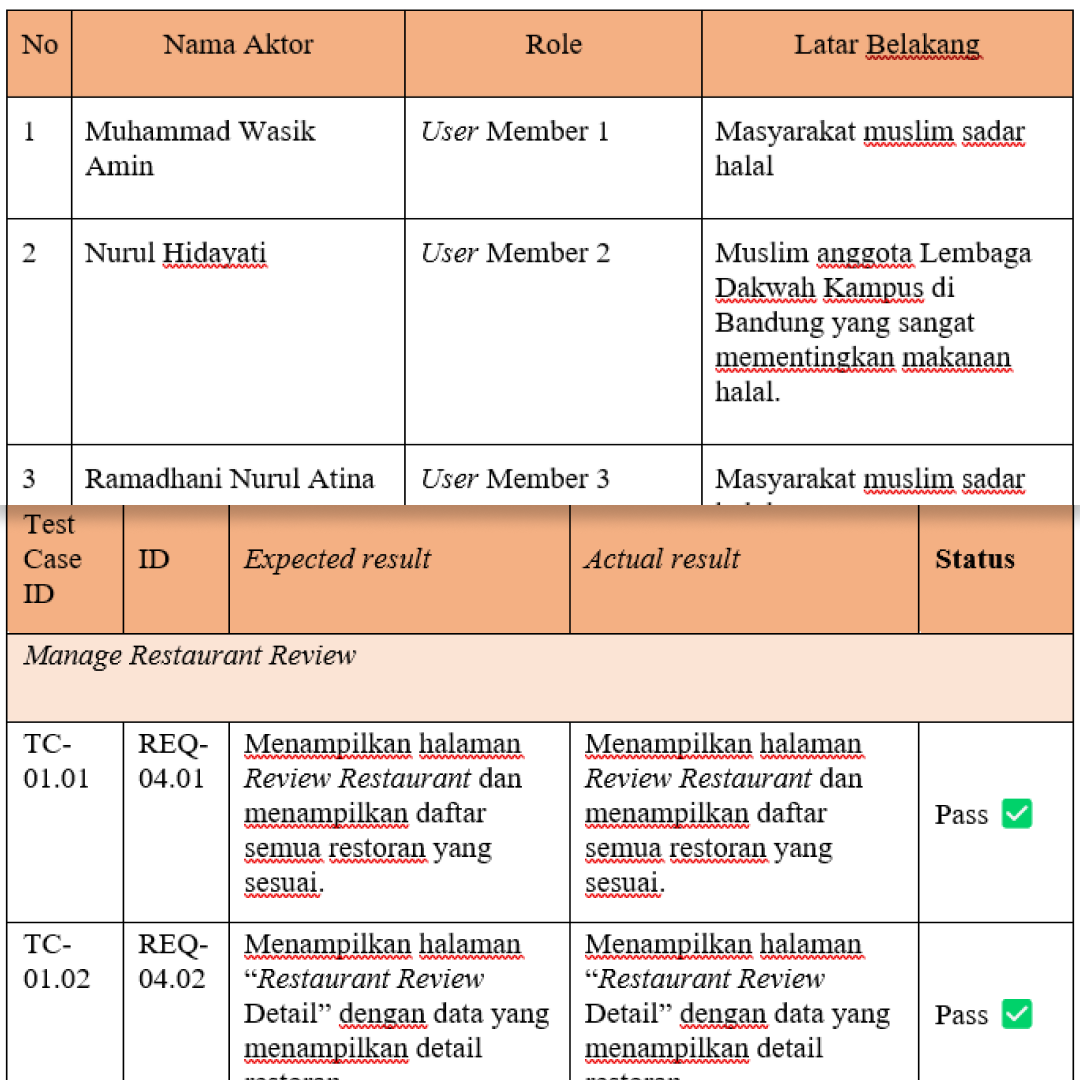 No Nama Aktor Role Latar Belakang
1 Muhammad Wasik Amin User Member 1 Masyarakat muslim sadar halal
2 Nurul Hidayati User Member 2 Muslim anggota Lembaga Dakwah Kampus di Bandung yang sangat mementingkan makanan halal.
3 Ramadhani Nurul Atina User Member 3 Masyarakat muslim sadar
Test Case ID ID Expected result Actual result Status
Manage Restaurant Review
TC-01.01 REQ-04.01 Menampilkan halaman Review Restaurant dan menampilkan daftar semua restoran yang sesuai. Menampilkan halaman Review Restaurant dan menampilkan daftar semua restoran yang sesuai. Pass ✅
TC-01.02 REQ-04.02 Menampilkan halaman “Restaurant Review Detail” dengan data yang menampilkan detail Menampilkan halaman “Restaurant Review Detail” dengan data yang menampilkan detail Pass ✅